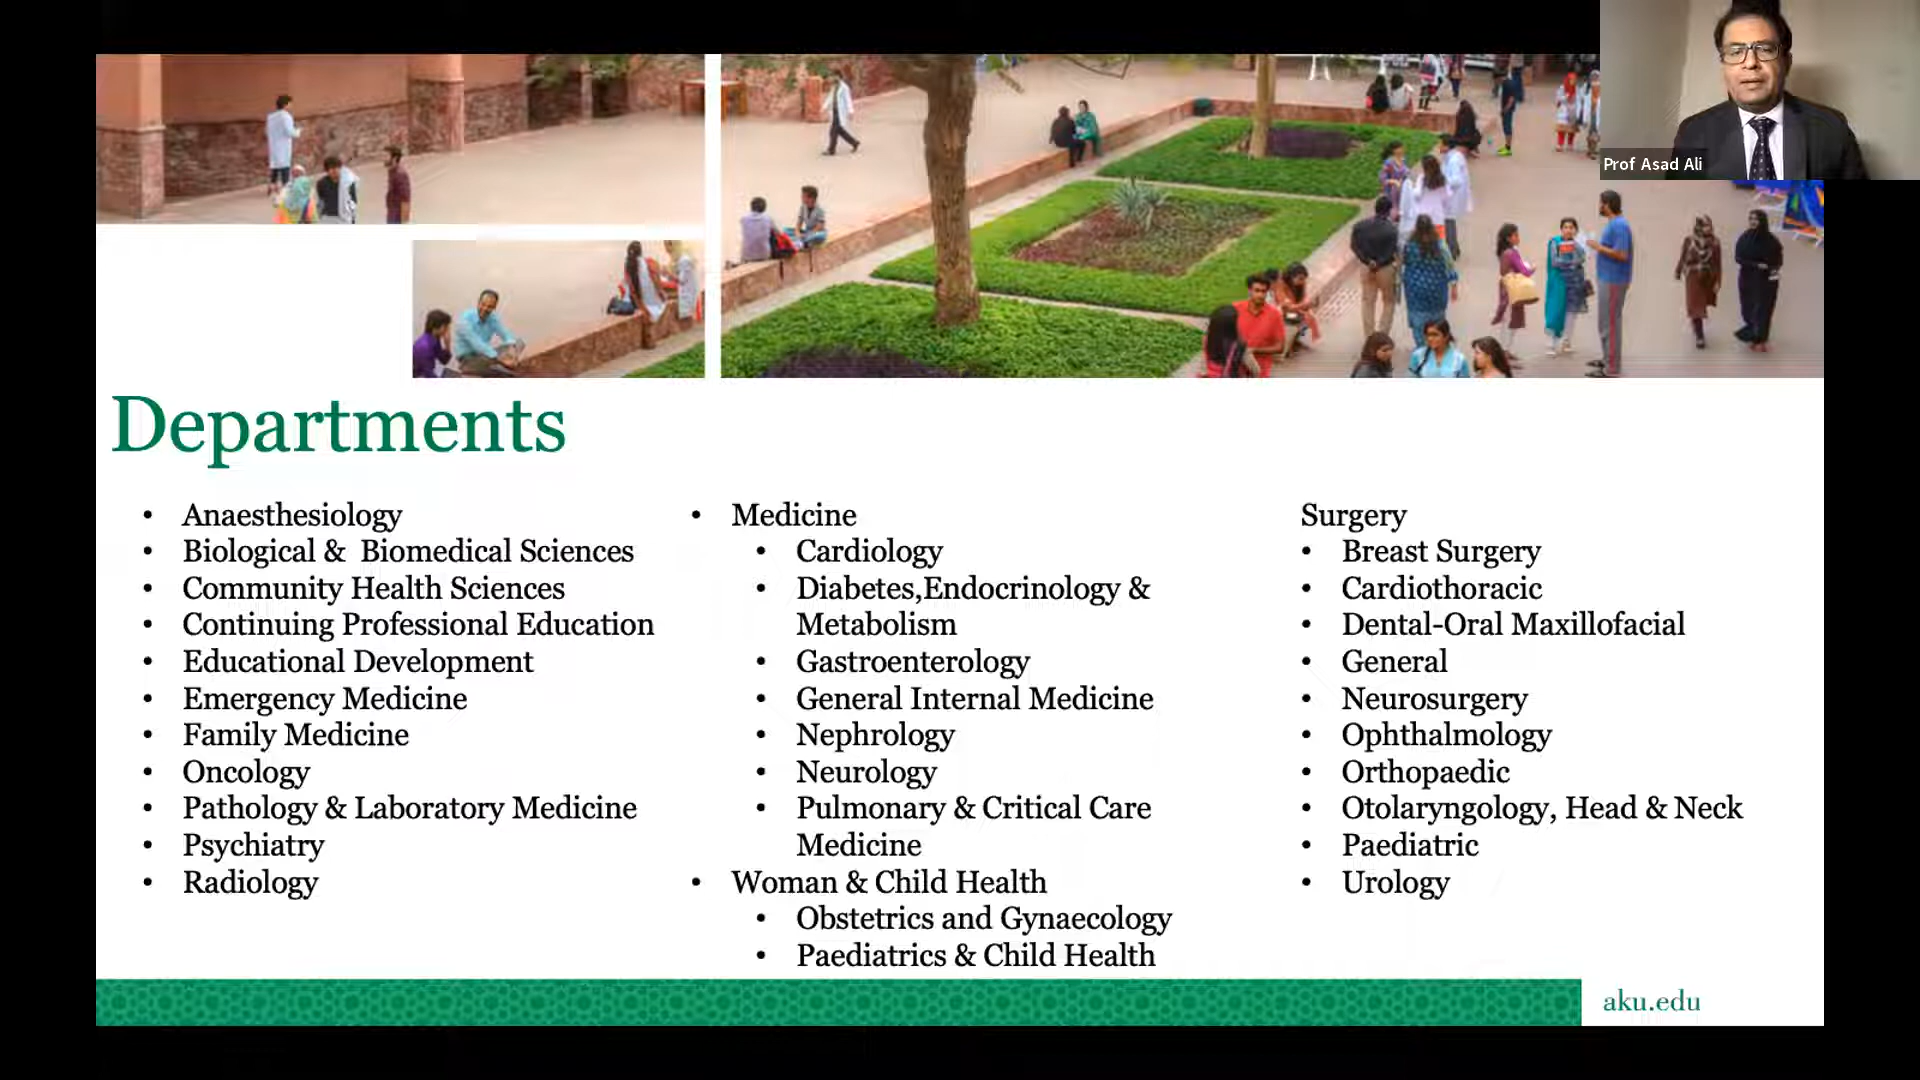 Prof Asad Ali
Departments
• Anaesthesiology
• Biological & Biomedical Sciences
• Community Health Sciences
• Continuing Professional Education
• Educational Development
• Emergency Medicine
• Family Medicine
• Oncology
• Pathology & Laboratory Medicine
• Psychiatry
• Radiology
• Medicine
• Cardiology
• Diabetes,Endocrinology &
Metabolism
• Gastroenterology
• General Internal Medicine
• Nephrology
• Neurology
• Pulmonary & Critical Care
Medicine
• Woman & Child Health
• Obstetrics and Gynaecology
• Paediatrics & Child Health
Surgery
• Breast Surgery
• Cardiothoracic
• Dental-Oral Maxillofacial
• General
• Neurosurgery
• Ophthalmology
• Orthopaedic
• Otolaryngology, Head & Neck
• Paediatric
• Urology
aku.edu